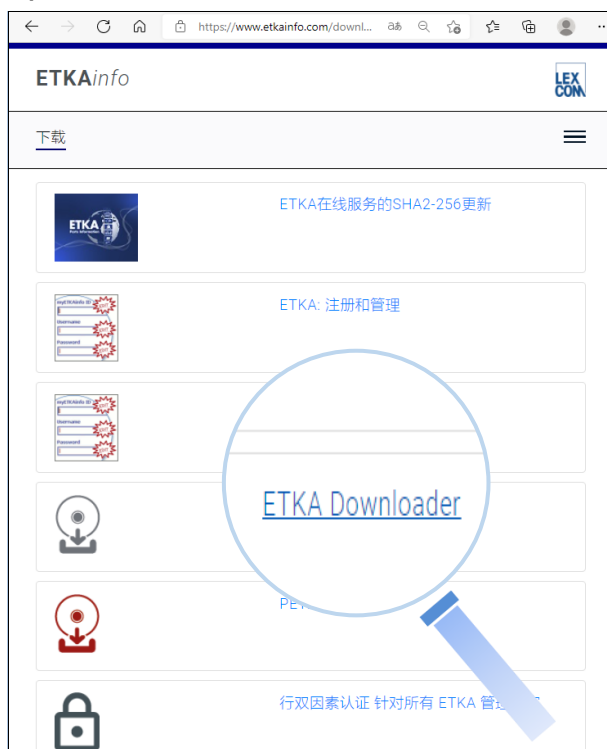 https://www.etkainfo.com/downl...
ETKAinfo
LEX
COM
下载
ETKA在线服务的SHA2-256更新
ETKA
ETKA: 注册和管理
Username
Password
Username
Password
ETKA Downloader
行双因素认证 针对所有 ETKA